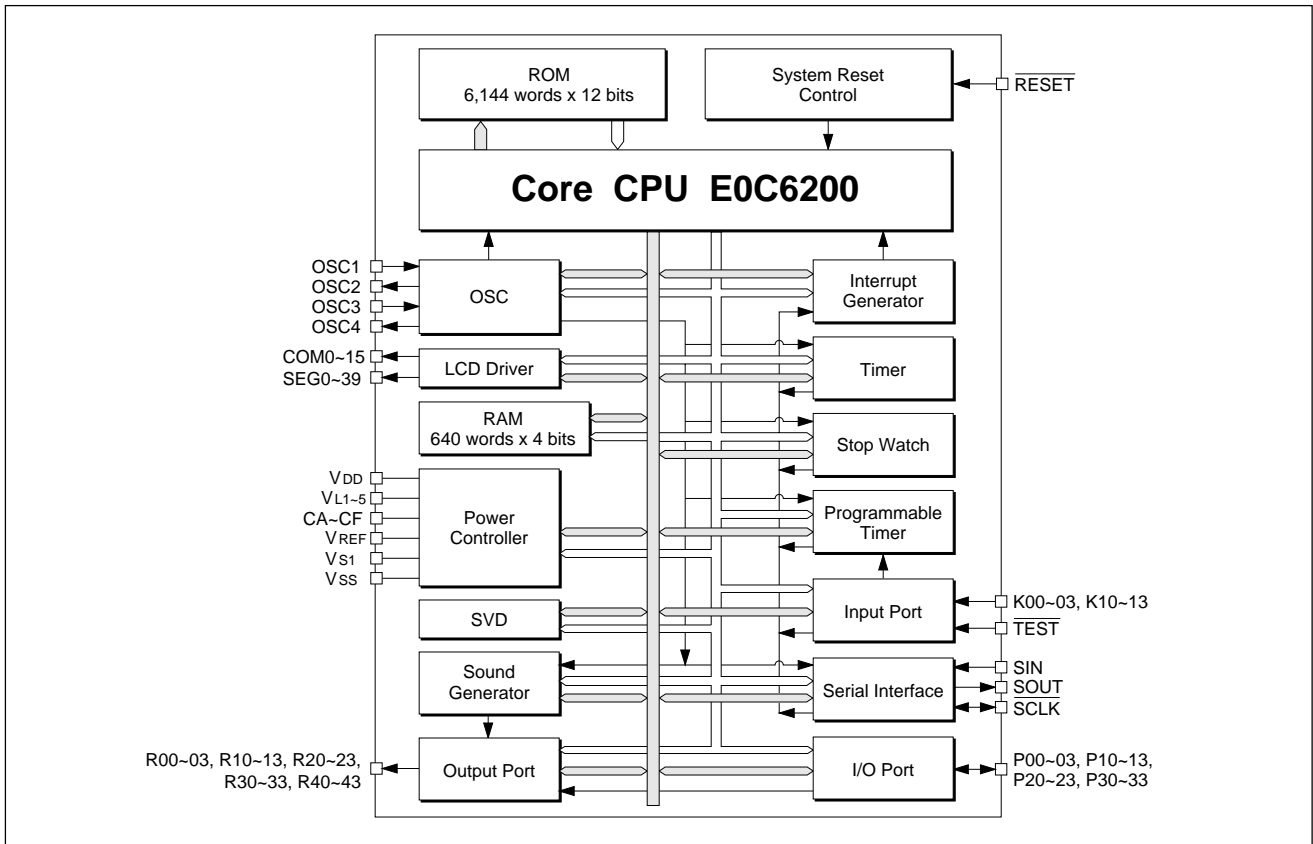 ROM
6,144 words x 12 bits
System Reset
Control
RESET
Core CPU E0C6200
OSC1
OSC2
OSC3
OSC4
OSC
Interrupt
Generator
COM0~15
SEG0~39
LCD Driver
Timer
RAM
640 words x 4 bits
Stop Watch
VDD
VL1~5
CA~CF
VREF
VS1
VSS
Power
Controller
Programmable
Timer
SVD
Input Port
K00~03, K10~13
TEST
Sound
Generator
Serial Interface
SIN
SOUT
SCLK
R00~03, R10~13, R20~23,
R30~33, R40~43
Output Port
I/O Port
P00~03, P10~13,
P20~23, P30~33